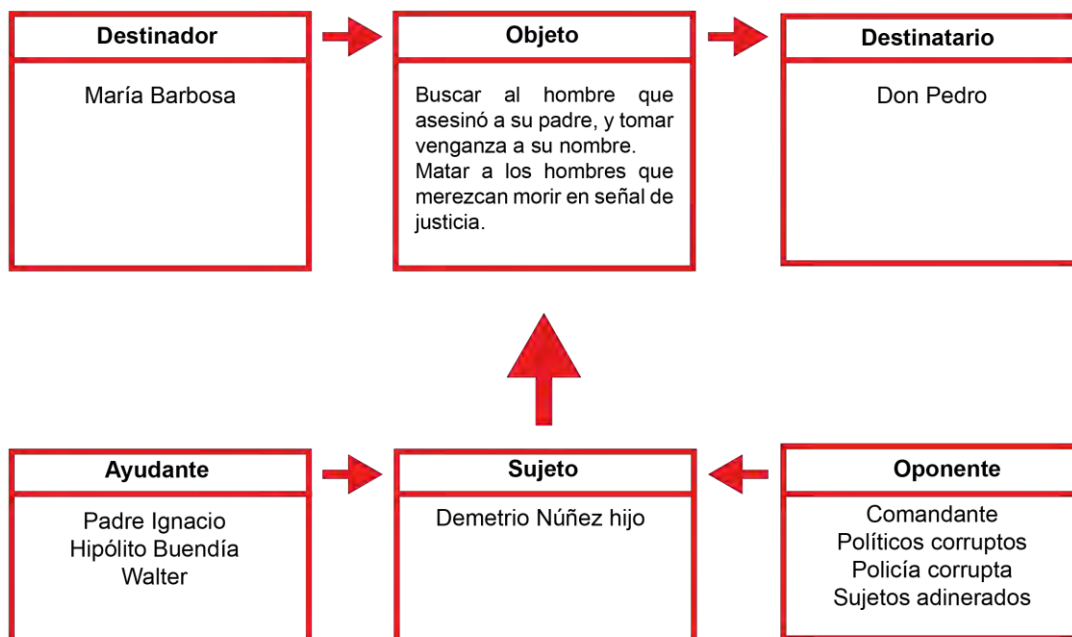 Destinador
María Barbosa
Objeto
Buscar al hombre que
asesinó a su padre, y tomar
venganza a su nombre.
Matar a los hombres que
merezcan morir en señal de
justicia.
Destinatario
Don Pedro
Ayudante
Padre Ignacio
Hipólito Buendía
Walter
Sujeto
Demetrio Núñez hijo
Oponente
Comandante
Políticos corruptos
Policía corrupta
Sujetos adinerados